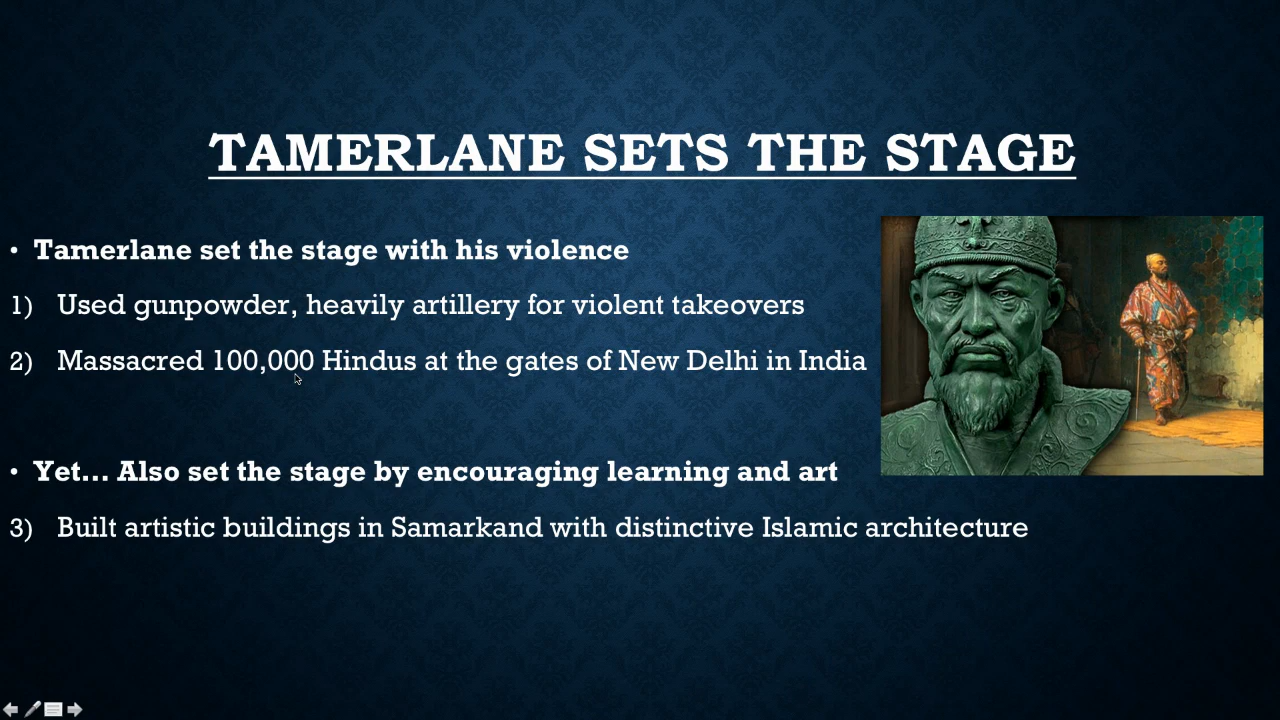 TAMERLANE SETS THE STAGE
• Tamerlane set the stage with his violence
1) Used gunpowder, heavily artillery for violent takeovers
2) Massacred 100,000 Hindus at the gates of New Delhi in India
• Yet... Also set the stage by encouraging learning and art
3) Built artistic buildings in Samarkand with distinctive Islamic architecture